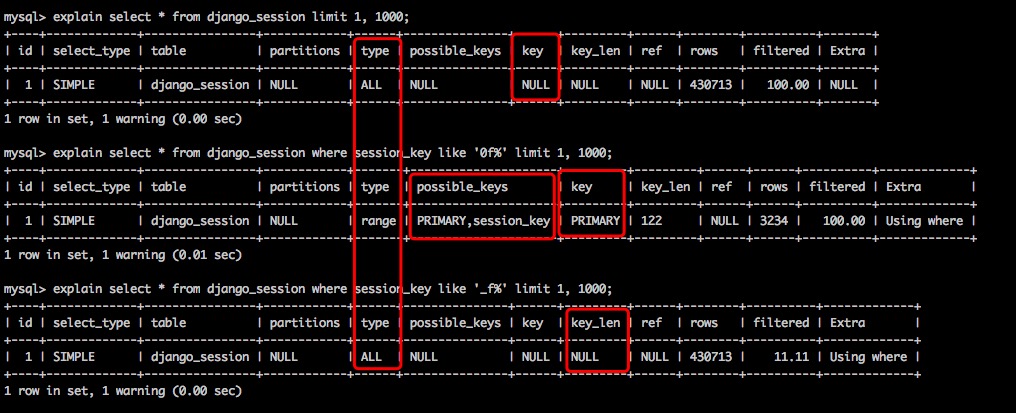 mysql> explain select * from django_session limit 1, 1000;
+----+-------------+----------------+------------+------+---------------+------+---------+------+--------+----------+-------+
| id | select_type | table          | partitions | type | possible_keys | key  | key_len | ref  | rows   | filtered | Extra |
+----+-------------+----------------+------------+------+---------------+------+---------+------+--------+----------+-------+
|  1 | SIMPLE      | django_session | NULL       | ALL  | NULL          | NULL | NULL    | NULL | 430713 |   100.00 | NULL  |
+----+-------------+----------------+------------+------+---------------+------+---------+------+--------+----------+-------+
1 row in set, 1 warning (0.00 sec)
mysql> explain select * from django_session where session_key like '0f%' limit 1, 1000;
+----+-------------+----------------+------------+-------+---------------------+---------+---------+------+------+----------+-------------+
| id | select_type | table          | partitions | type  | possible_keys       | key     | key_len | ref  | rows | filtered | Extra       |
+----+-------------+----------------+------------+-------+---------------------+---------+---------+------+------+----------+-------------+
|  1 | SIMPLE      | django_session | NULL       | range | PRIMARY,session_key | PRIMARY | 122     | NULL | 3234 |   100.00 | Using where |
+----+-------------+----------------+------------+-------+---------------------+---------+---------+------+------+----------+-------------+
1 row in set, 1 warning (0.01 sec)
mysql> explain select * from django_session where session_key like '_f%' limit 1, 1000;
+----+-------------+----------------+------------+------+---------------+------+---------+------+--------+----------+-------------+
| id | select_type | table          | partitions | type | possible_keys | key  | key_len | ref  | rows   | filtered | Extra       |
+----+-------------+----------------+------------+------+---------------+------+---------+------+--------+----------+-------------+
|  1 | SIMPLE      | django_session | NULL       | ALL  | NULL          | NULL | NULL    | NULL | 430713 |    11.11 | Using where |
+----+-------------+----------------+------------+------+---------------+------+---------+------+--------+----------+-------------+
1 row in set, 1 warning (0.00 sec)